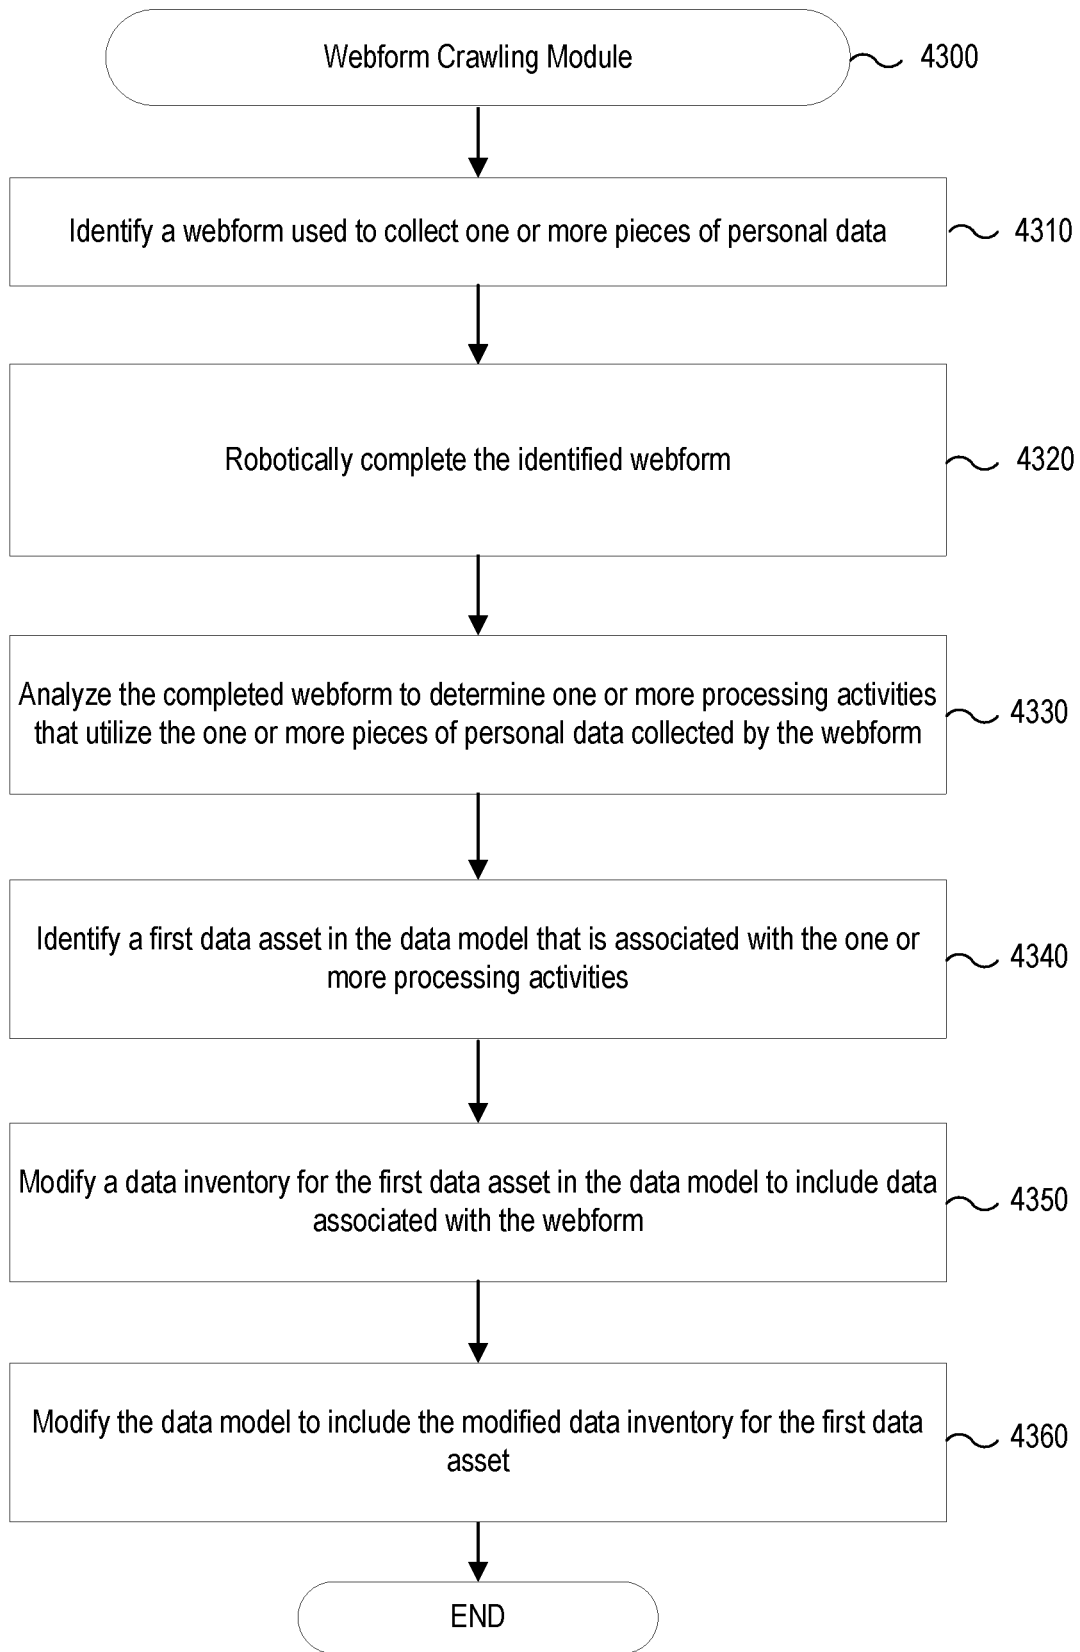 Webform Crawling Module
4300
Identify a webform used to collect one or more pieces of personal data
4310
Robotically complete the identified webform
4320
Analyze the completed webform to determine one or more processing activities
that utilize the one or more pieces of personal data collected by the webform
4330
Identify a first data asset in the data model that is associated with the one or
more processing activities
4340
Modify a data inventory for the first data asset in the data model to include data
associated with the webform
4350
Modify the data model to include the modified data inventory for the first data
asset
4360
END